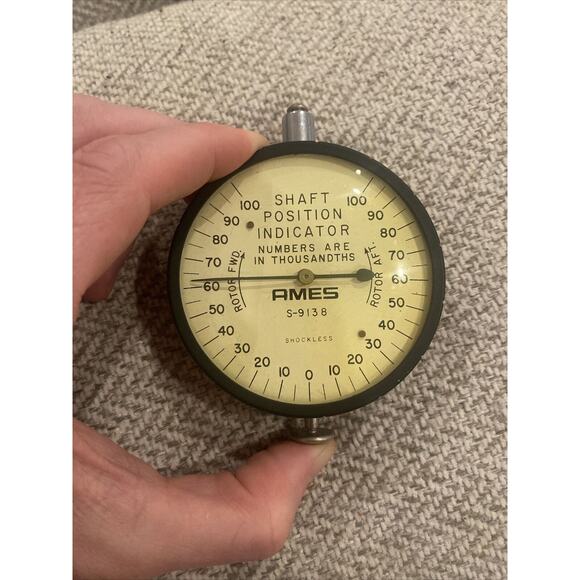 SHAFT
POSITION
INDICATOR
NUMBERS ARE
IN THOUSANDTHS
ROTOR FWD.
ROTOR AFT.
AMES
S-9138
SHOCKLESS
100 90 80 70 60 50 40 30 20 10 0 10 20 30 40 50 60 70 80 90 100